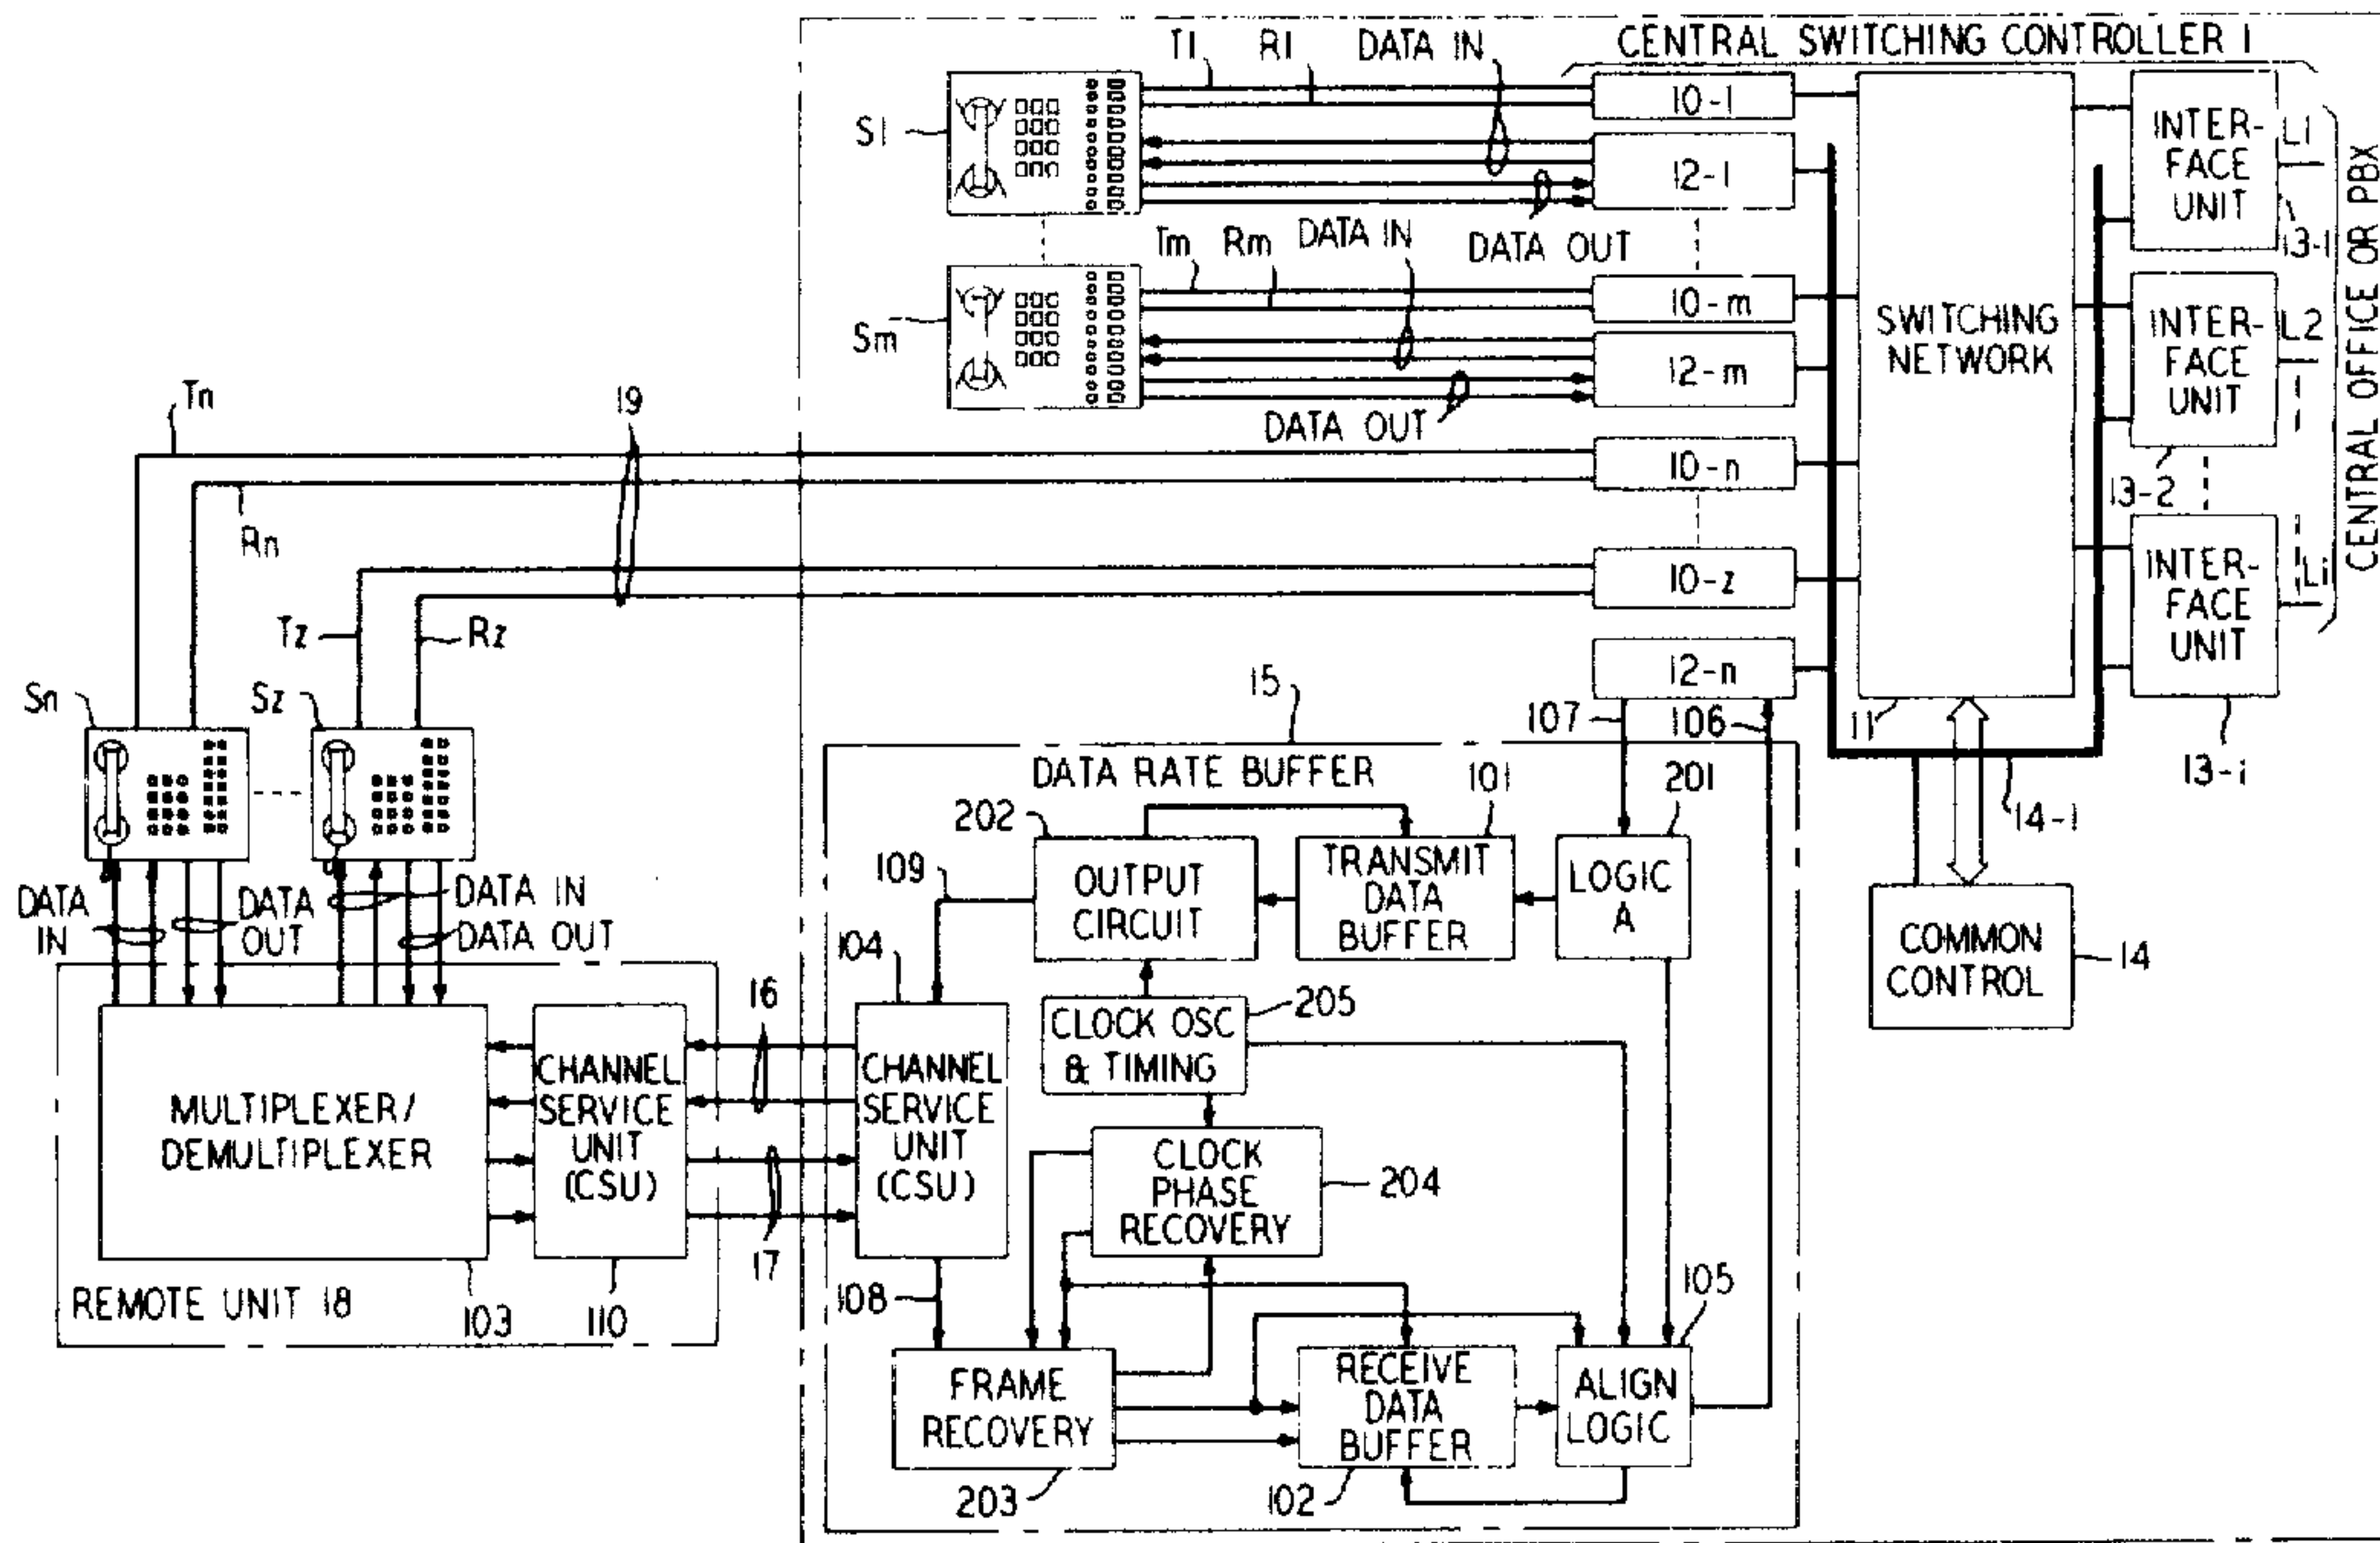 T1 R1 DATA IN CENTRAL SWITCHING CONTROLLER 1
S1
10-1
12-1
INTER-
FACE
UNIT
L1
13-1
DATA OUT
CENTRAL OFFICE OR PBX
Tm Rm DATA IN
Sm
10-m
12-m
DATA OUT
SWITCHING
NETWORK
11
INTER-
FACE
UNIT
L2
13-2
Tn
Rn
19
10-n
10-z
Tz
Rz
12-n
INTER-
FACE
UNIT
Li
13-i
Sn
Sz
DATA
IN
DATA
OUT
DATA IN
DATA OUT
15
107
106
DATA RATE BUFFER
202
OUTPUT
CIRCUIT
101
TRANSMIT
DATA
BUFFER
201
LOGIC
A
14-1
COMMON
CONTROL
14
109
104
CLOCK OSC
& TIMING
205
16
17
MULTIPLEXER/
DEMULTIPLEXER
CHANNEL
SERVICE
UNIT
(CSU)
CHANNEL
SERVICE
UNIT
(CSU)
REMOTE UNIT 18
103
110
CLOCK
PHASE
RECOVERY
204
108
105
FRAME
RECOVERY
203
RECEIVE
DATA
BUFFER
102
ALIGN
LOGIC